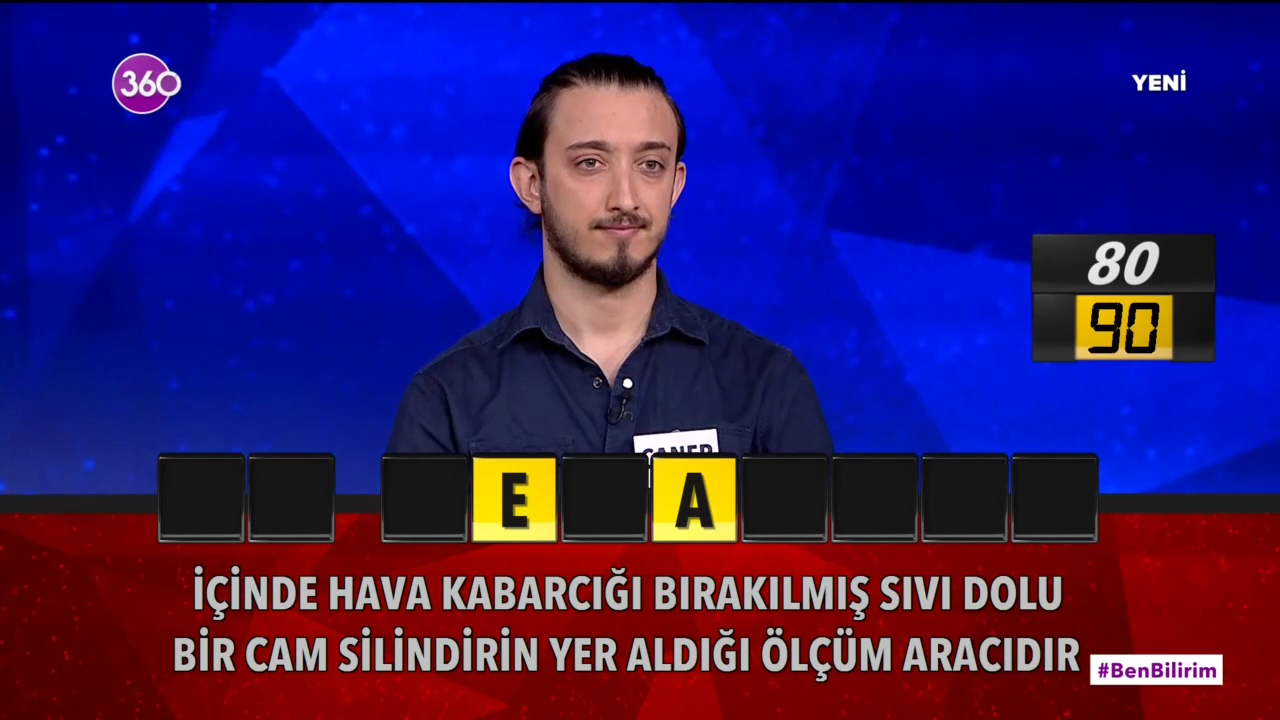 360
YENİ
80
90
E A
İÇİNDE HAVA KABARCIĞI BIRAKILMIŞ SIVI DOLU
BİR CAM SİLİNDİRİN YER ALDIĞI ÖLÇÜM ARACIDIR
#BenBilirim